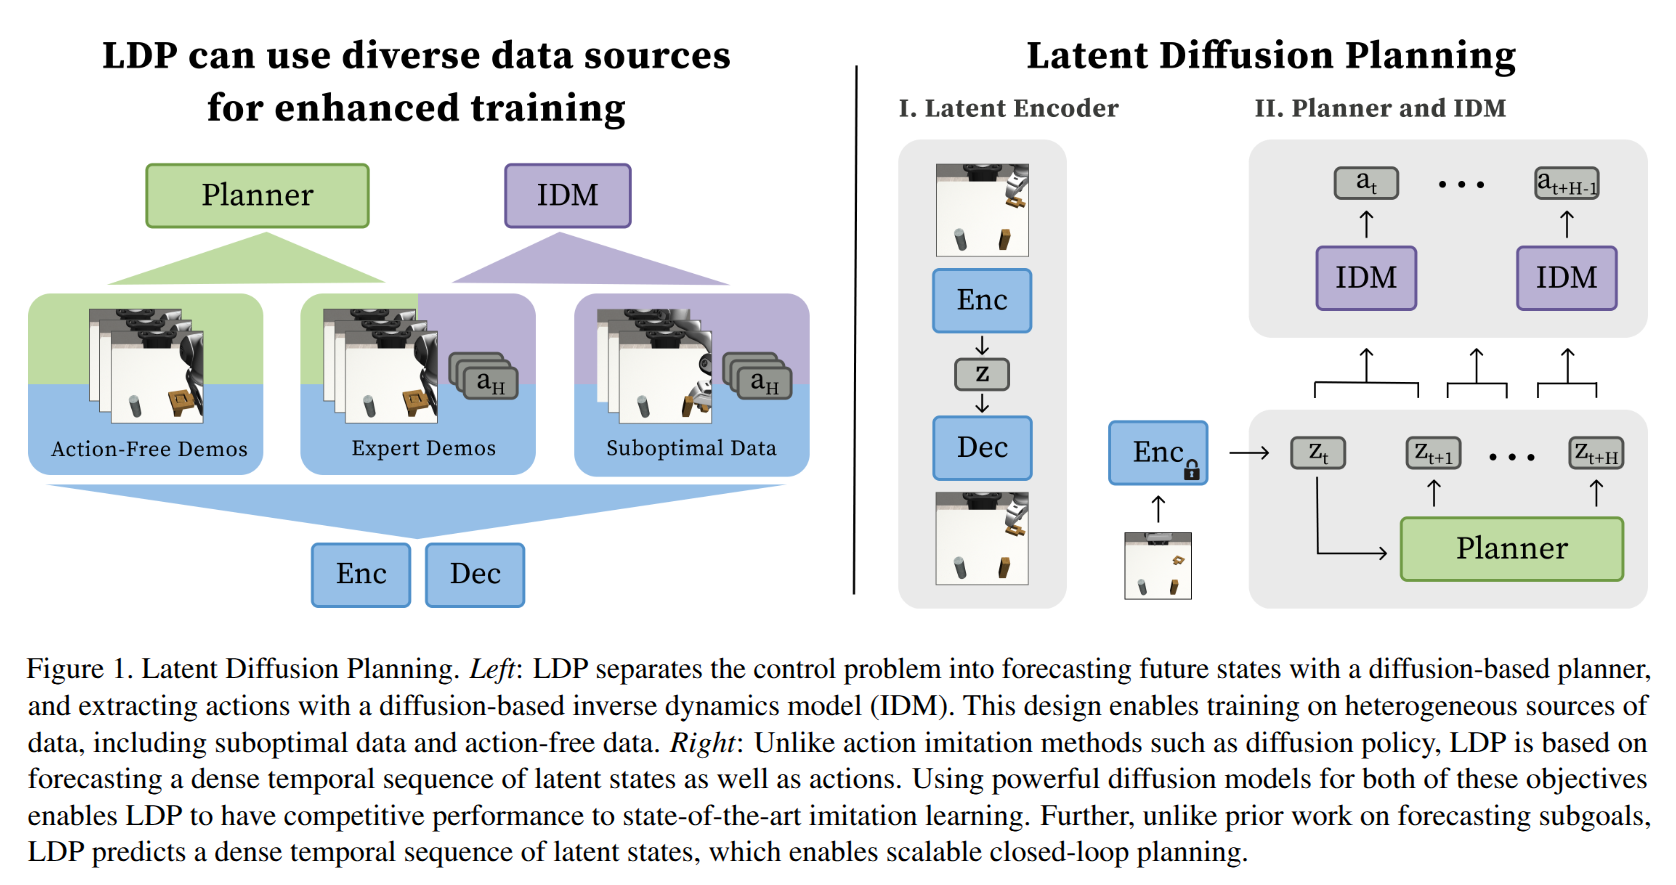 LDP can use diverse data sources
for enhanced training
Planner
IDM
a_H
a_H
Action-Free Demos
Expert Demos
Suboptimal Data
Enc
Dec
Latent Diffusion Planning
I. Latent Encoder
Enc
z
Dec
II. Planner and IDM
a_t
• • •
a_{t+H-1}
IDM
IDM
Enc
z_t
z_{t+1}
• • •
z_{t+H}
Planner
Figure 1. Latent Diffusion Planning. Left: LDP separates the control problem into forecasting future states with a diffusion-based planner,
and extracting actions with a diffusion-based inverse dynamics model (IDM). This design enables training on heterogeneous sources of
data, including suboptimal data and action-free data. Right: Unlike action imitation methods such as diffusion policy, LDP is based on
forecasting a dense temporal sequence of latent states as well as actions. Using powerful diffusion models for both of these objectives
enables LDP to have competitive performance to state-of-the-art imitation learning. Further, unlike prior work on forecasting subgoals,
LDP predicts a dense temporal sequence of latent states, which enables scalable closed-loop planning.